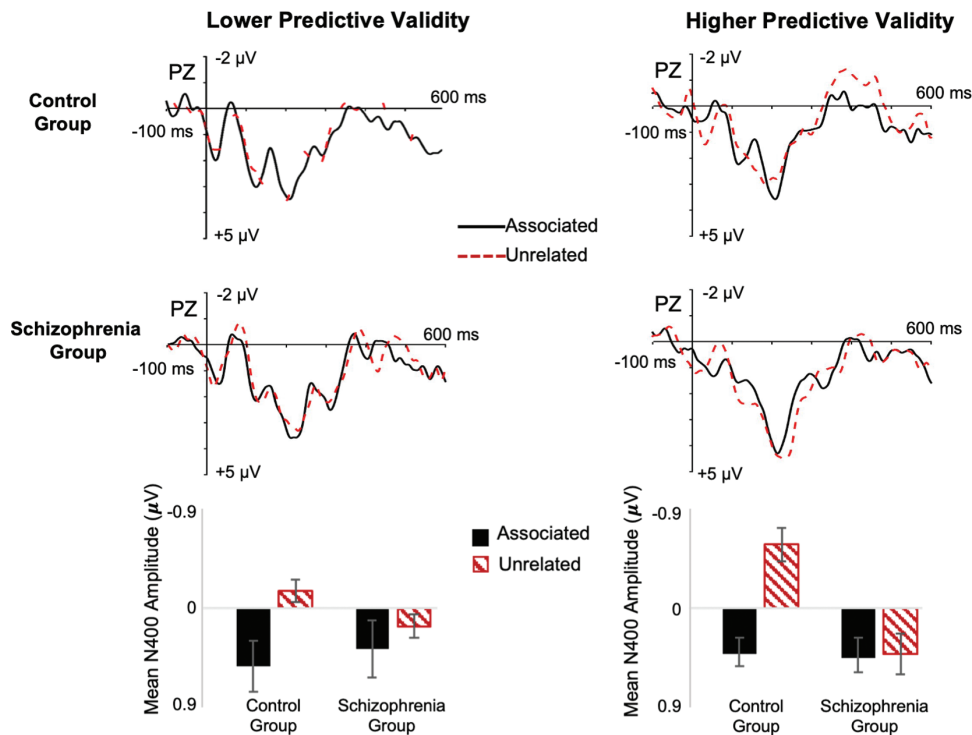 Lower Predictive Validity
Higher Predictive Validity
Control
Group
PZ
-2 µV
600 ms
-100 ms
+5 µV
PZ
-2 µV
600 ms
-100 ms
+5 µV
Associated
Unrelated
Schizophrenia
Group
PZ
-2 µV
600 ms
-100 ms
+5 µV
PZ
-2 µV
600 ms
-100 ms
+5 µV
Mean N400 Amplitude (µV)
-0.9
0
0.9
Control
Group
Schizophrenia
Group
Associated
Unrelated
Mean N400 Amplitude (µV)
-0.9
0
0.9
Control
Group
Schizophrenia
Group